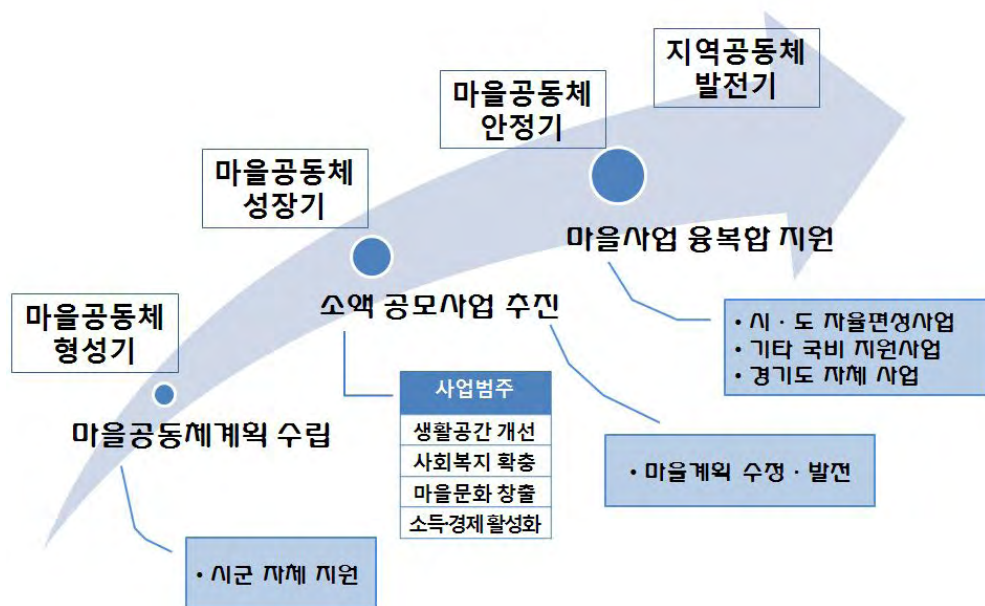 지역공동체
발전기
마을공동체
안정기
마을공동체
성장기
마을공동체
형성기
마을사업 융복합 지원
소액 공모사업 추진
마을공동체계획 수립
• 시 · 도 자율편성사업
• 기타 국비 지원사업
• 경기도 자체 사업
사업범주
생활공간 개선
사회복지 확충
마을문화 창출
소득·경제 활성화
• 마을계획 수정 · 발전
• 시군 자체 지원